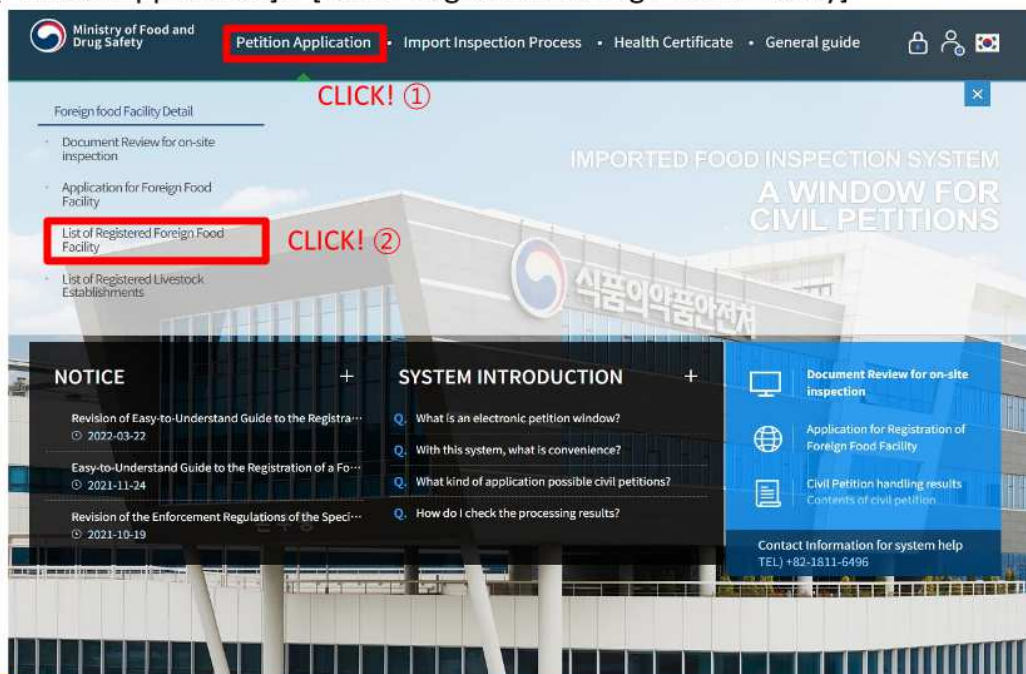 Ministry of Food and
Drug Safety
Petition Application • Import Inspection Process • Health Certificate • General guide
CLICK! ①
Foreign food Facility Detail
Document Review for on-site
inspection
Application for Foreign Food
Facility
List of Registered Foreign Food
Facility
CLICK! ②
List of Registered Livestock
Establishments
IMPORTED FOOD INSPECTION SYSTEM
A WINDOW FOR
CIVIL PETITIONS
식품의약품안전처
NOTICE +
Revision of Easy-to-Understand Guide to the Registra···
2022-03-22
Easy-to-Understand Guide to the Registration of a Fo···
2021-11-24
Revision of the Enforcement Regulations of the Speci···
2021-10-19
SYSTEM INTRODUCTION +
Q. What is an electronic petition window?
Q. With this system, what is convenience?
Q. What kind of application possible civil petitions?
Q. How do I check the processing results?
Document Review for on-site
inspection
Application for Registration of
Foreign Food Facility
Civil Petition handling results
Contents of civil petition
Contact Information for system help
TEL) +82-1811-6496